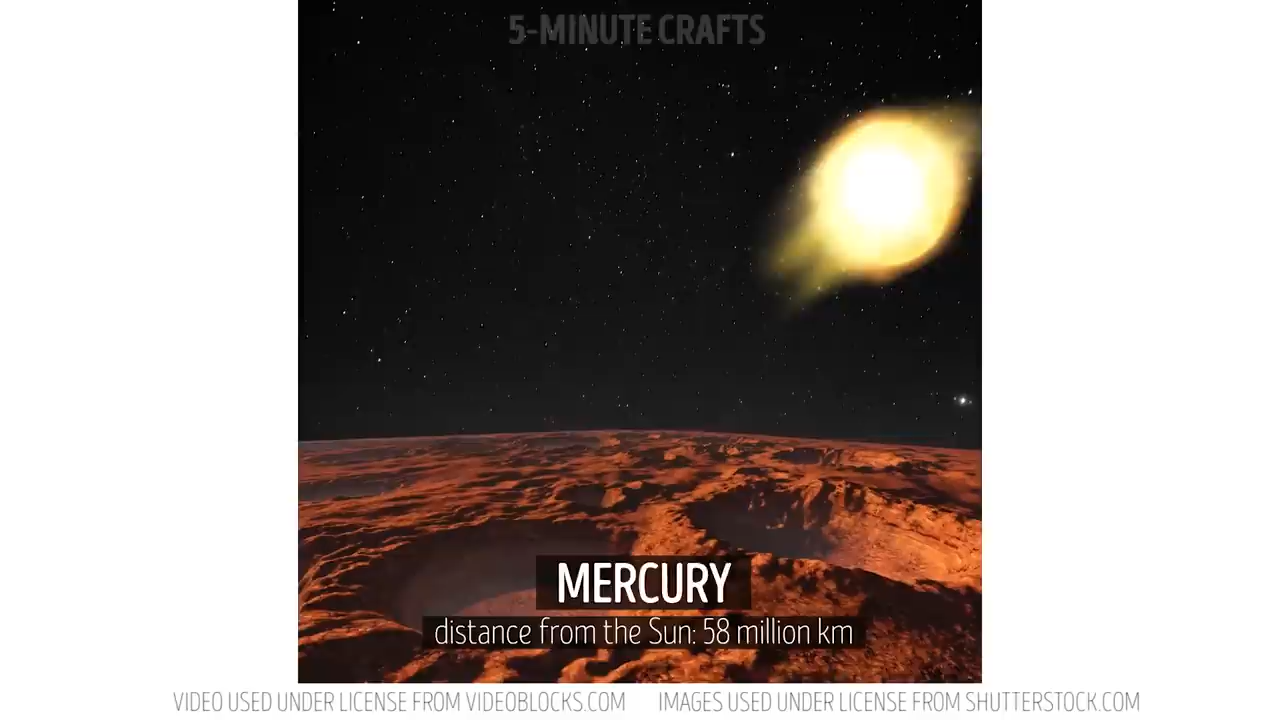 5-MINUTE CRAFTS
MERCURY
distance from the Sun: 58 million km
VIDEO USED UNDER LICENSE FROM VIDEOBLOCKS.COM IMAGES USED UNDER LICENSE FROM SHUTTERSTOCK.COM